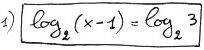 1) log₂ (x-1) = log₂ 3